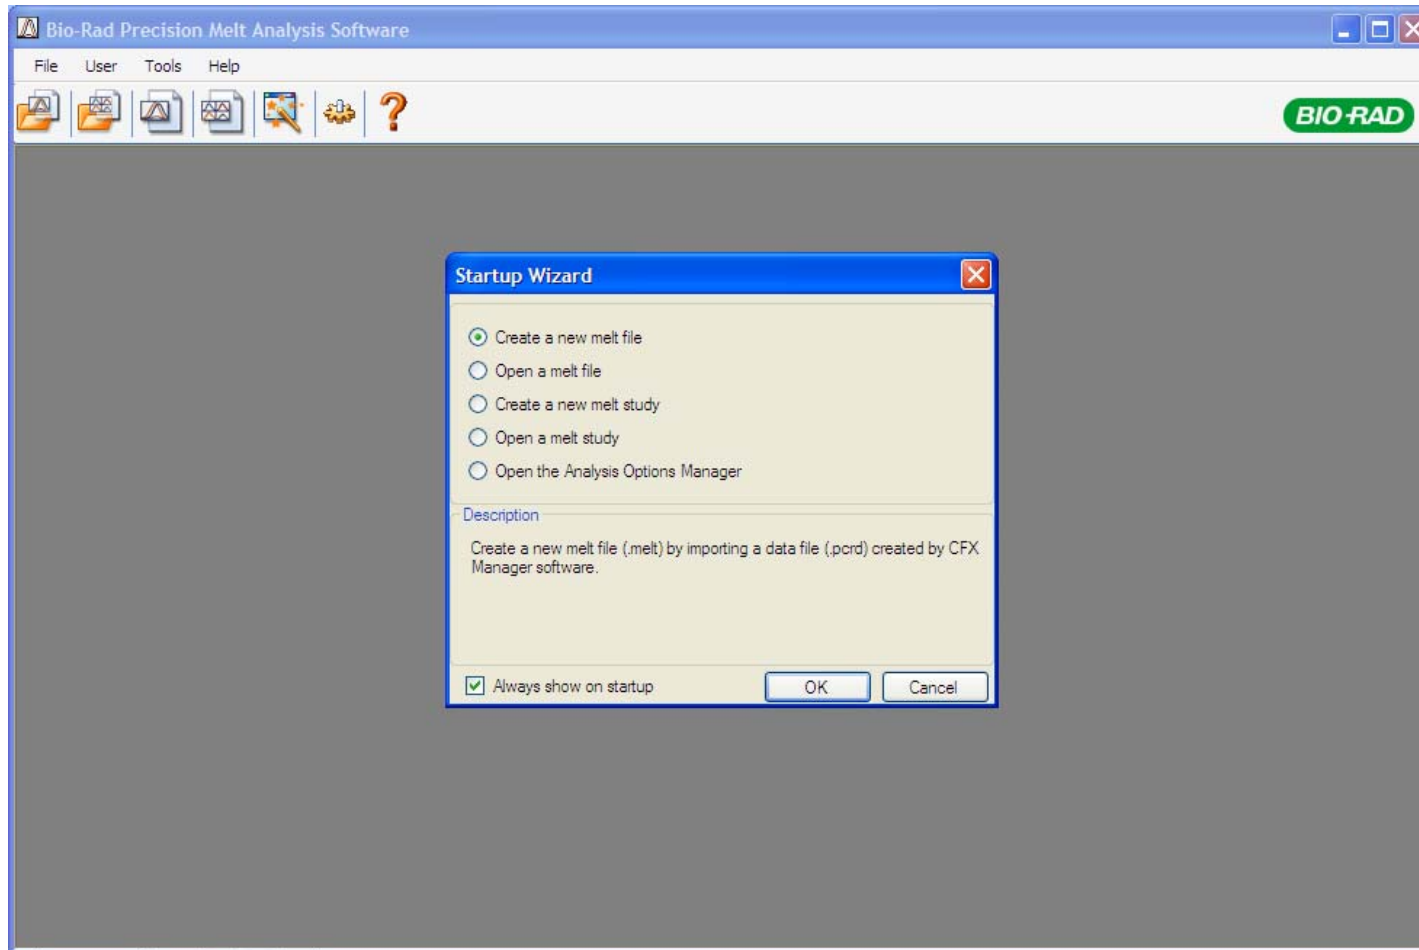 Bio-Rad Precision Melt Analysis Software
File User Tools Help
BIO-RAD
Startup Wizard
Create a new melt file
Open a melt file
Create a new melt study
Open a melt study
Open the Analysis Options Manager
Description
Create a new melt file (.melt) by importing a data file (.pcrd) created by CFX
Manager software.
Always show on startup OK Cancel